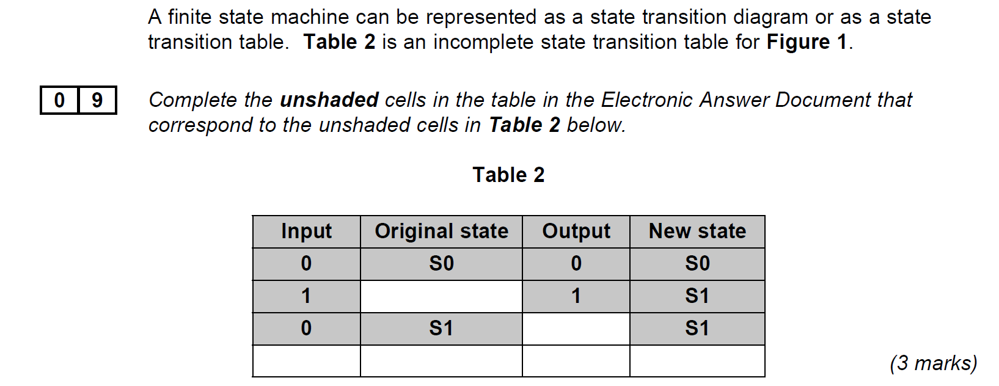 A finite state machine can be represented as a state transition diagram or as a state
transition table. Table 2 is an incomplete state transition table for Figure 1.
0 9
Complete the unshaded cells in the table in the Electronic Answer Document that
correspond to the unshaded cells in Table 2 below.
Table 2
Input Original state Output New state
0 S0 0 S0
1 1 S1
0 S1 S1
(3 marks)